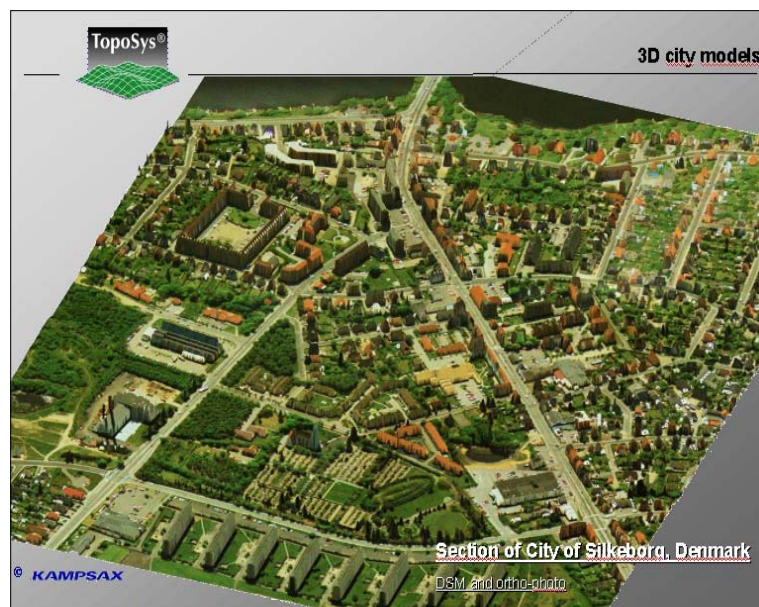 TopoSys®
3D city models
Section of City of Silkeborg, Denmark
DSM and ortho-photo
© KAMPSAX